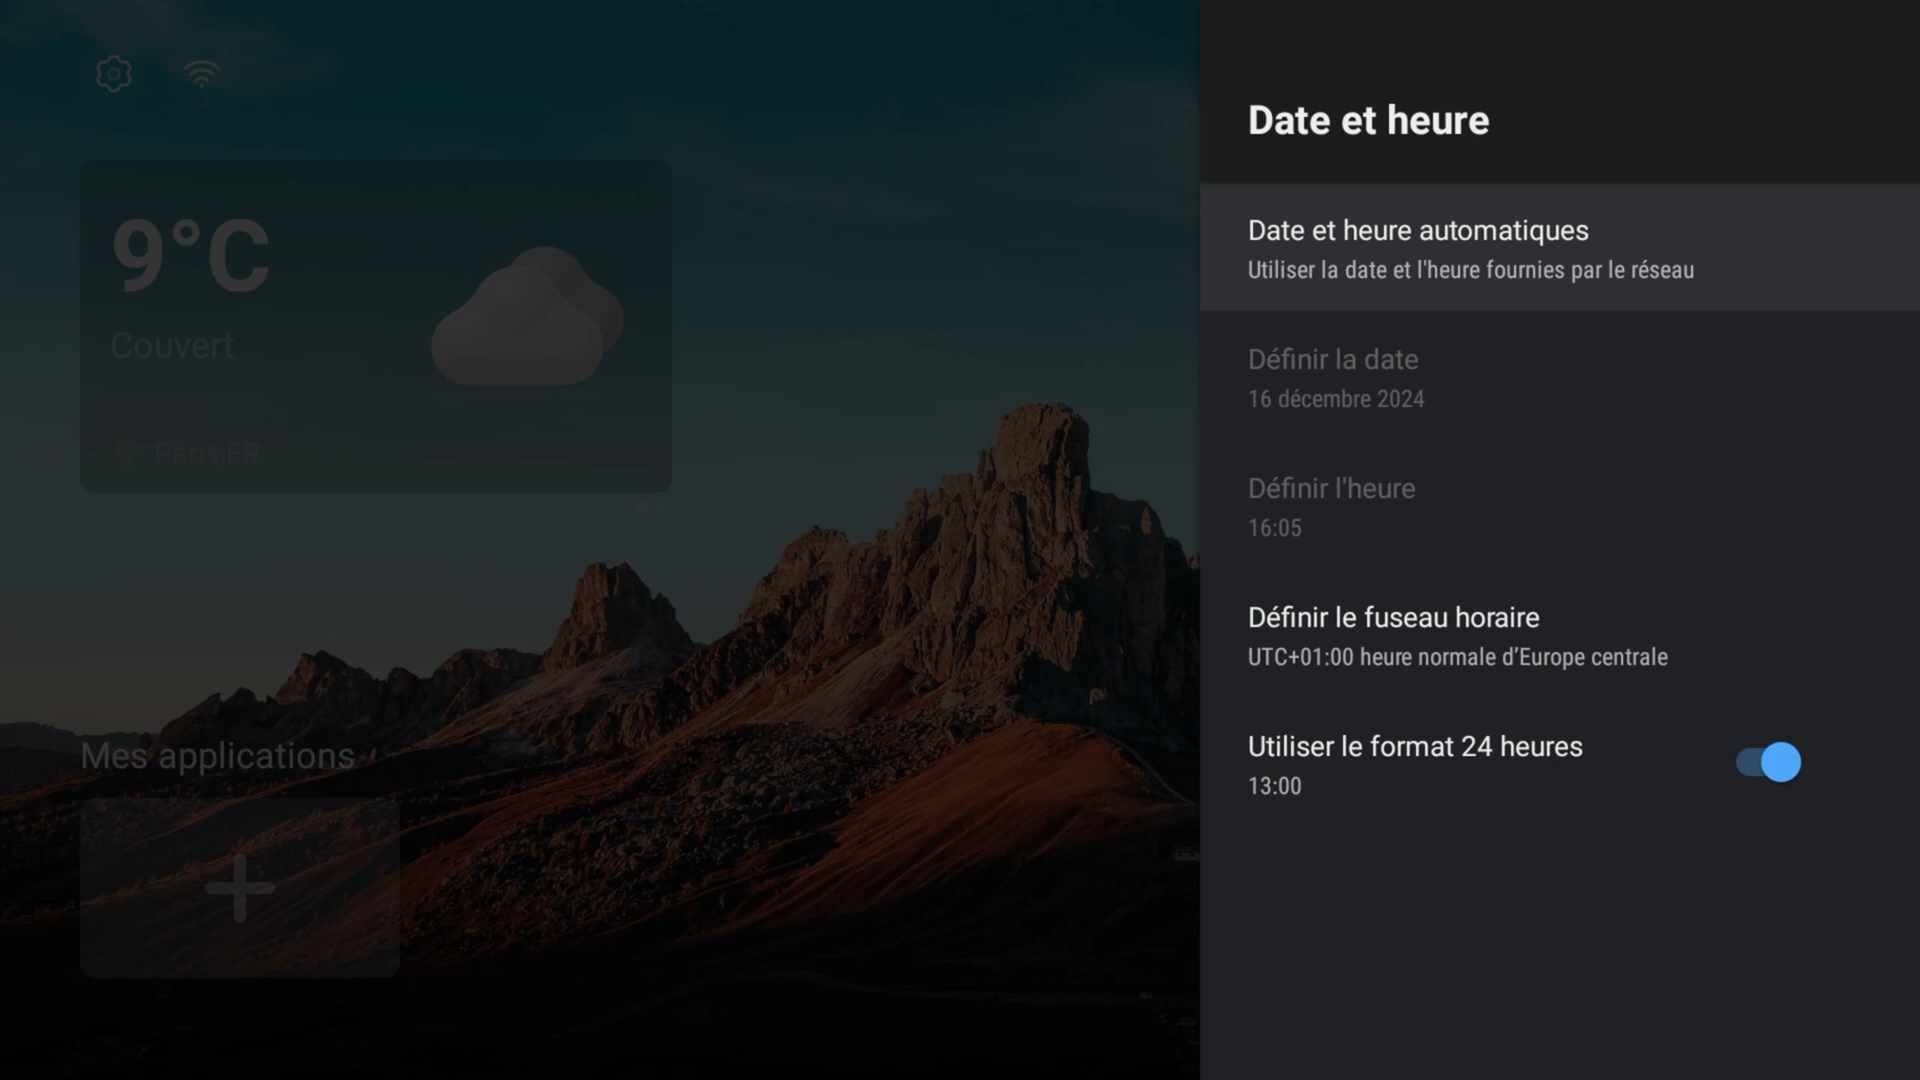 9°C
Couvert
Paris.FR
Mes applications
Date et heure
Date et heure automatiques
Utiliser la date et l'heure fournies par le réseau
Définir la date
16 décembre 2024
Définir l'heure
16:05
Définir le fuseau horaire
UTC+01:00 heure normale d’Europe centrale
Utiliser le format 24 heures
13:00